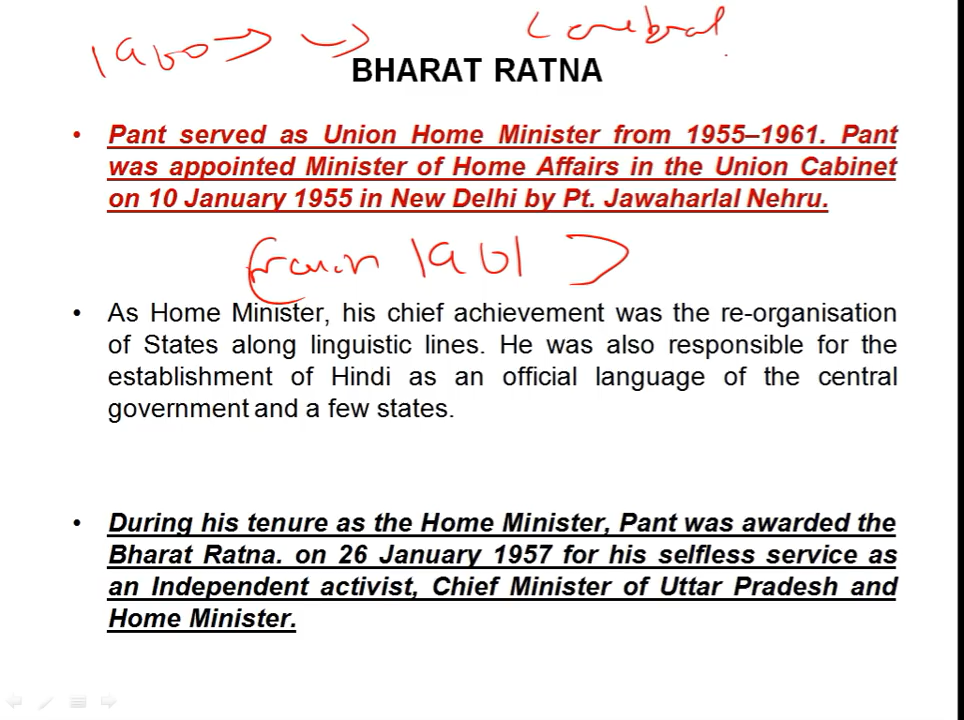 1960 Cerebral
BHARAT RATNA
• Pant served as Union Home Minister from 1955–1961. Pant
was appointed Minister of Home Affairs in the Union Cabinet
on 10 January 1955 in New Delhi by Pt. Jawaharlal Nehru.
1961
• As Home Minister, his chief achievement was the re-organisation
of States along linguistic lines. He was also responsible for the
establishment of Hindi as an official language of the central
government and a few states.
• During his tenure as the Home Minister, Pant was awarded the
Bharat Ratna. on 26 January 1957 for his selfless service as
an Independent activist, Chief Minister of Uttar Pradesh and
Home Minister.